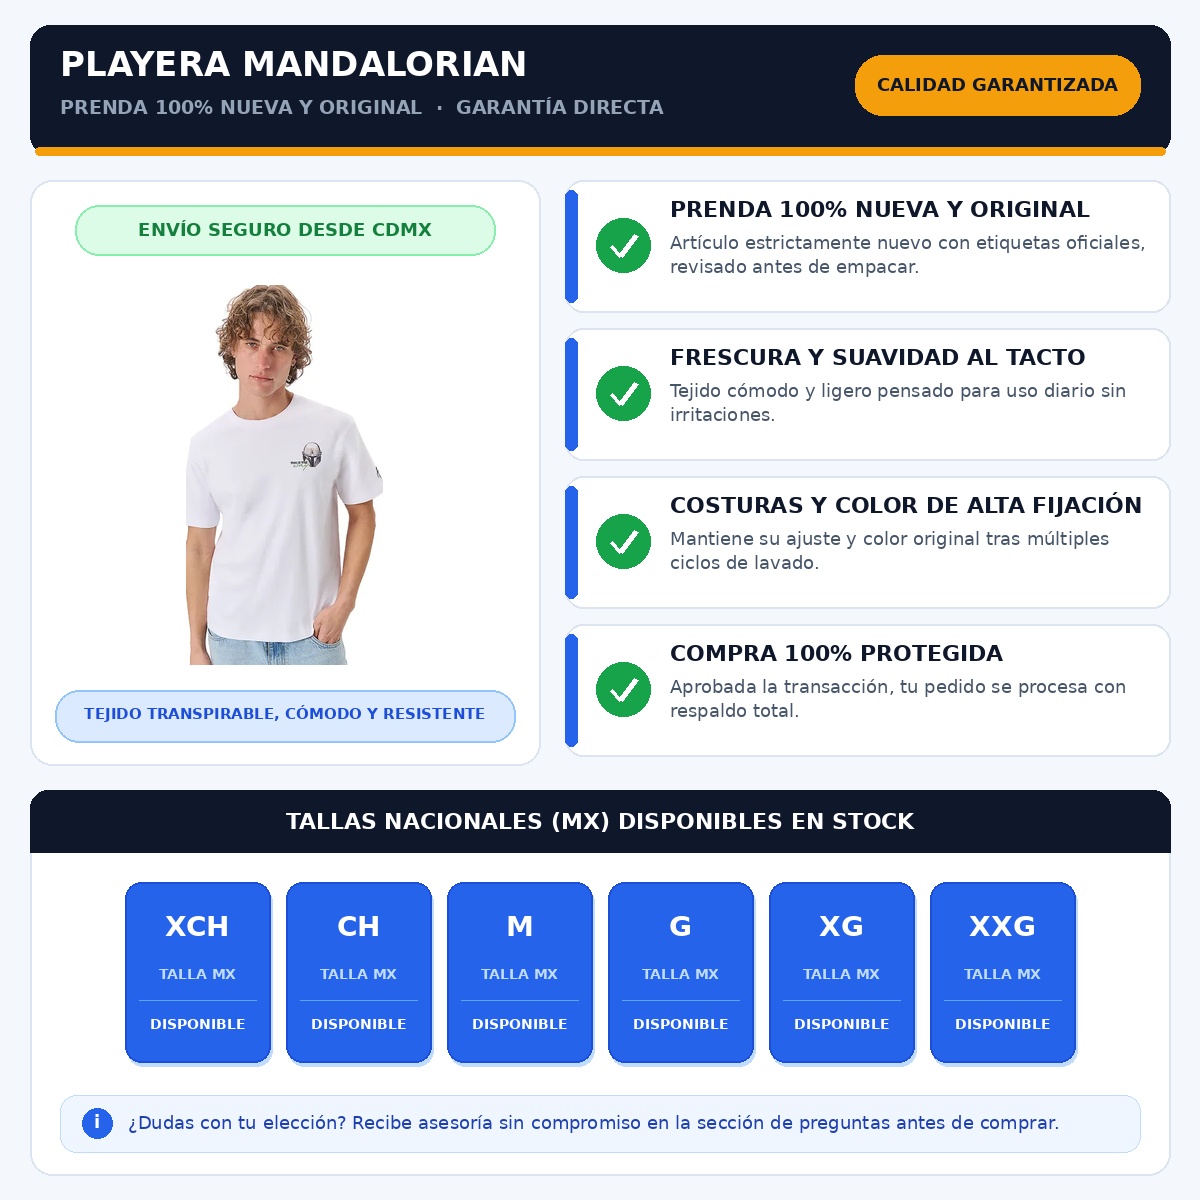 PLAYERA MANDALORIAN
PRENDA 100% NUEVA Y ORIGINAL · GARANTÍA DIRECTA
CALIDAD GARANTIZADA
ENVÍO SEGURO DESDE CDMX
TEJIDO TRANSPIRABLE, CÓMODO Y RESISTENTE
PRENDA 100% NUEVA Y ORIGINAL
Artículo estrictamente nuevo con etiquetas oficiales,
revisado antes de empacar.
FRESCURA Y SUAVIDAD AL TACTO
Tejido cómodo y ligero pensado para uso diario sin
irritaciones.
COSTURAS Y COLOR DE ALTA FIJACIÓN
Mantiene su ajuste y color original tras múltiples
ciclos de lavado.
COMPRA 100% PROTEGIDA
Aprobada la transacción, tu pedido se procesa con
respaldo total.
TALLAS NACIONALES (MX) DISPONIBLES EN STOCK
XCH CH M G XG XXG
TALLA MX TALLA MX TALLA MX TALLA MX TALLA MX TALLA MX
DISPONIBLE DISPONIBLE DISPONIBLE DISPONIBLE DISPONIBLE DISPONIBLE
i ¿Dudas con tu elección? Recibe asesoría sin compromiso en la sección de preguntas antes de comprar.